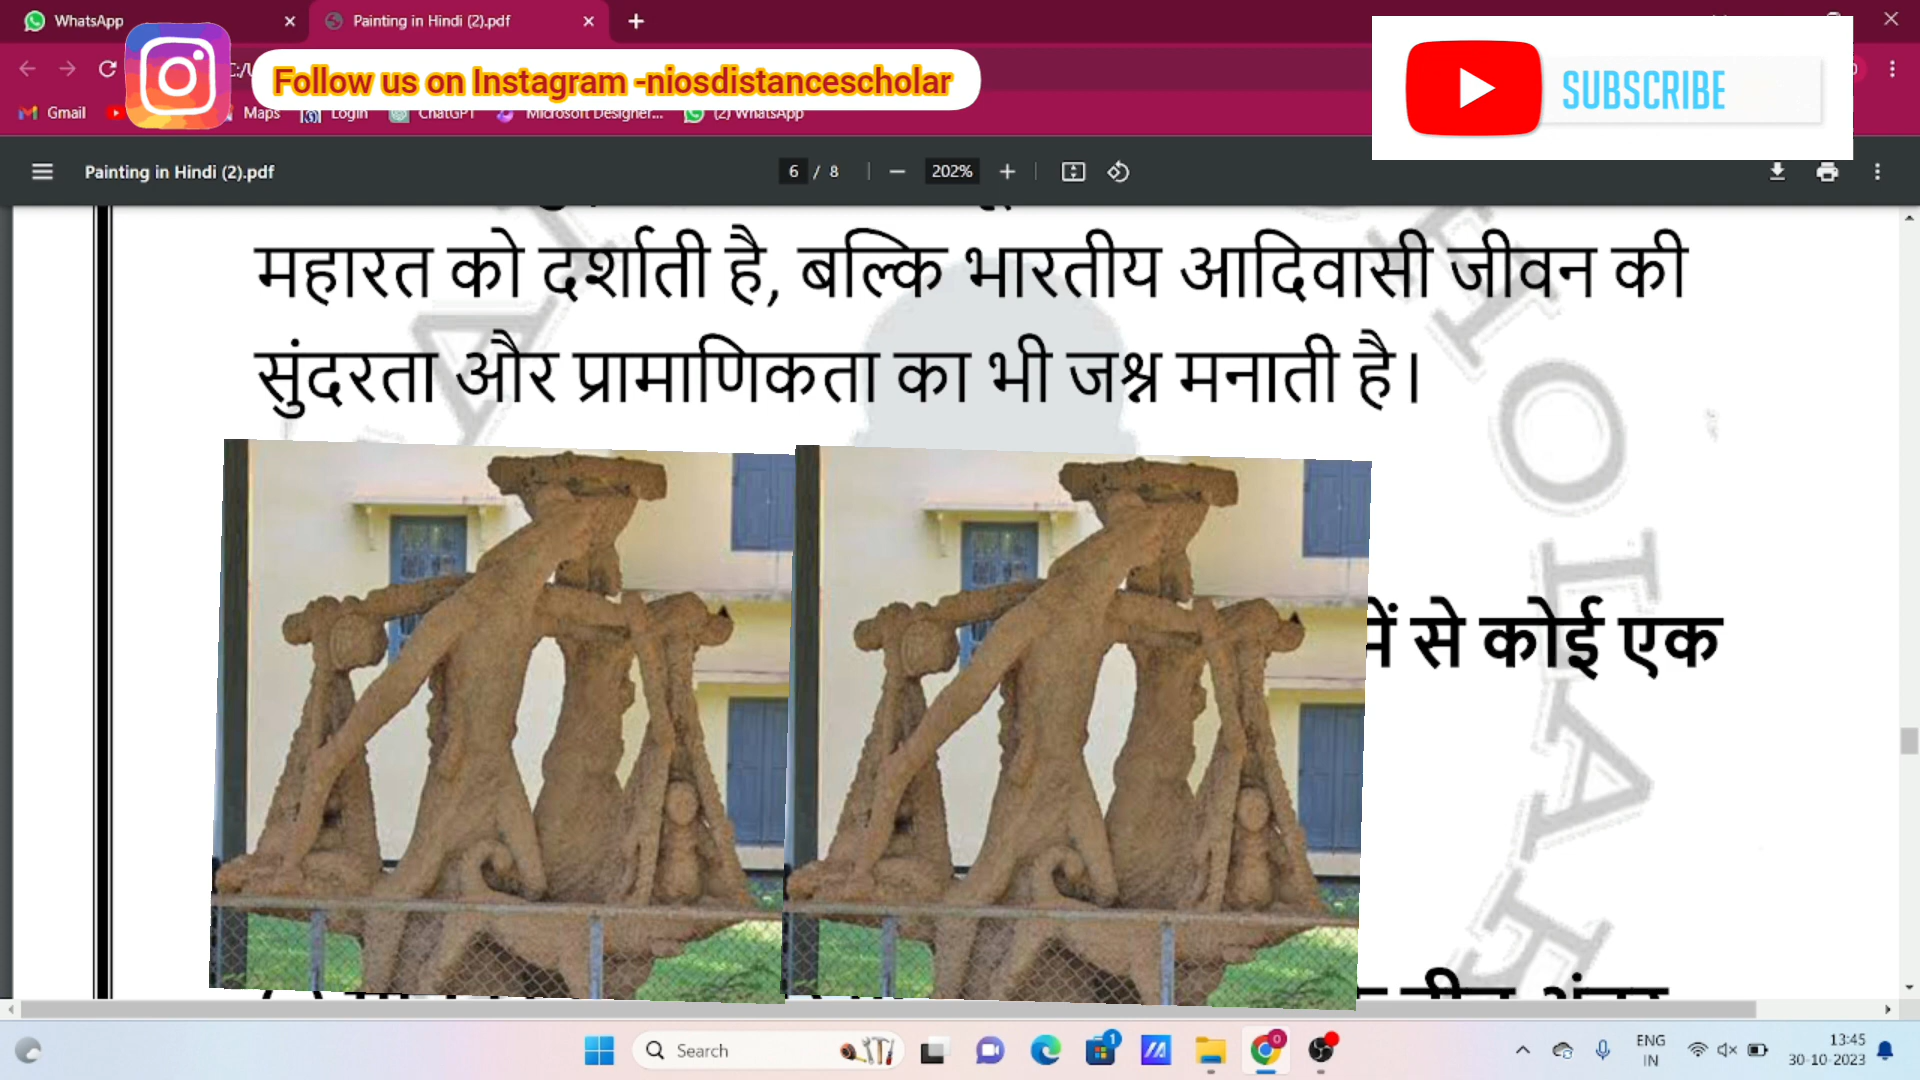 WhatsApp
Painting in Hindi (2).pdf
Follow us on Instagram -niosdistancescholar
SUBSCRIBE
Gmail
Maps
Login
ChatGPT
Microsoft Designer...
(2) WhatsApp
Painting in Hindi (2).pdf
6 / 8
202%
महारत को दर्शाती है, बल्कि भारतीय आदिवासी जीवन की
सुंदरता और प्रामाणिकता का भी जश्न मनाती है।
से कोई एक
Search
ENG
IN
13:45
30-10-2023